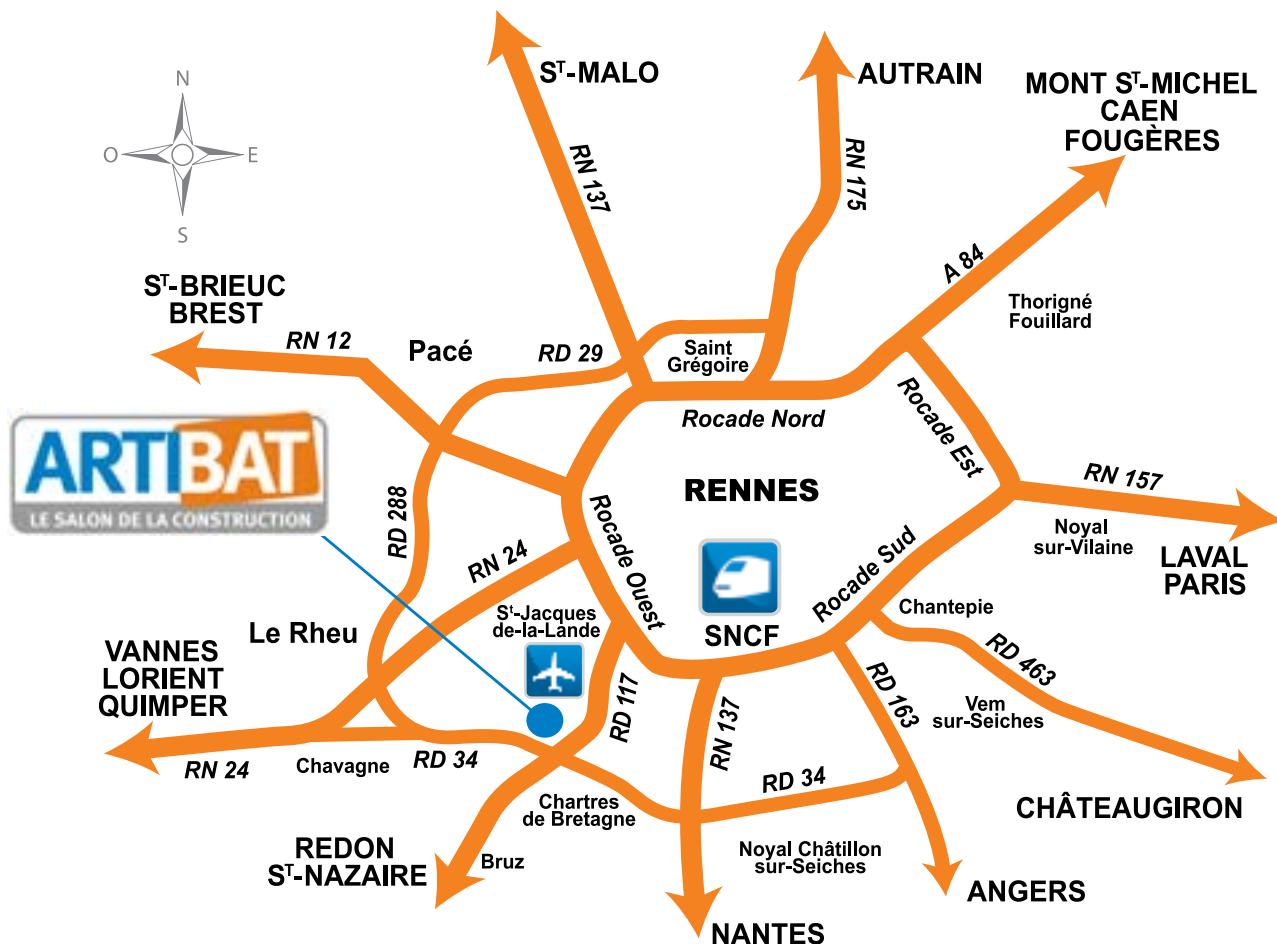 Sᵀ-MALO
AUTRAIN
MONT Sᵀ-MICHEL
CAEN
FOUGÈRES
N
O
E
S
RN 137
RN 175
A 84
Thorigné
Fouillard
Sᵀ-BRIEUC
BREST
RN 12
Pacé
RD 29
Saint
Grégoire
Rocade Nord
Rocade Est
ARTIBAT
LE SALON DE LA CONSTRUCTION
RD 288
RN 24
Rocade Ouest
RENNES
SNCF
Rocade Sud
RN 157
Noyal
sur-Vilaine
LAVAL
PARIS
Sᵗ-Jacques
de-la-Lande
Le Rheu
Chantepie
RD 463
VANNES
LORIENT
QUIMPER
RN 24
Chavagne
RD 34
RD 117
RN 137
RD 163
Vem
sur-Seiches
RD 34
Chartres
de Bretagne
CHÂTEAUGIRON
REDON
Sᵀ-NAZAIRE
Bruz
Noyal Châtillon
sur-Seiches
ANGERS
NANTES